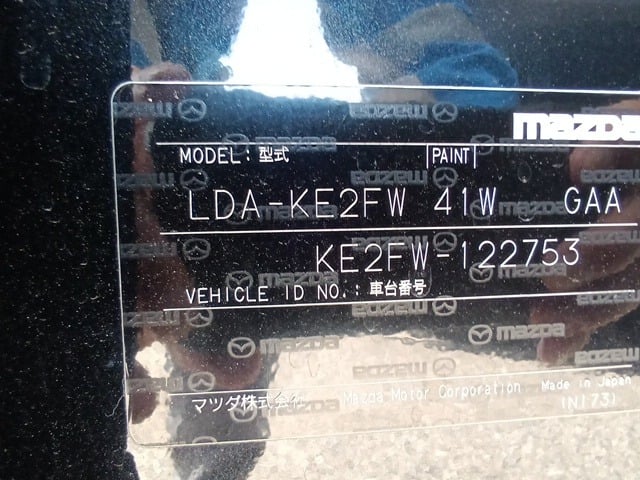 mazda
MODEL: 型式 PAINT
LDA-KE2FW 41W GAA
KE2FW-122753
VEHICLE ID NO.: 車台番号
マツダ株式会社 Mazda Motor Corporation Made in Japan
(N173)